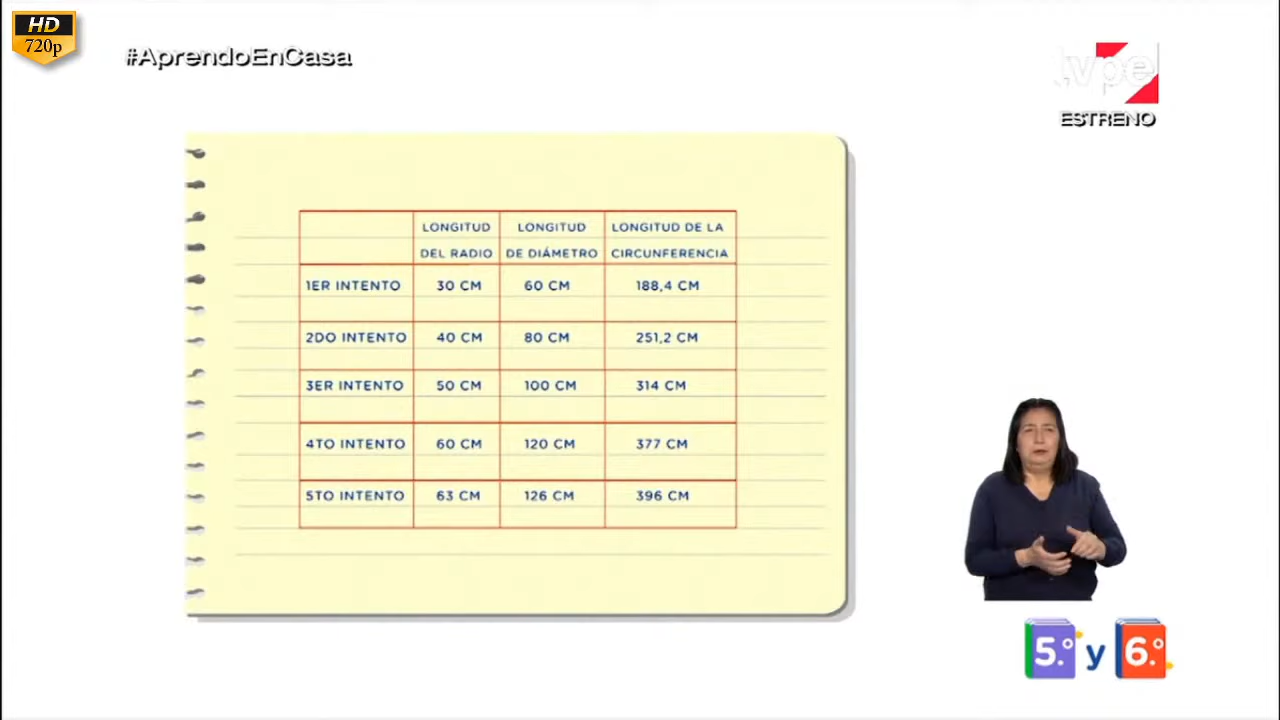 HD
720p
#AprendoEnCasa
tvpe
ESTRENO
LONGITUD DEL RADIO
LONGITUD DE DIÁMETRO
LONGITUD DE LA CIRCUNFERENCIA
1ER INTENTO 30 CM 60 CM 188,4 CM
2DO INTENTO 40 CM 80 CM 251,2 CM
3ER INTENTO 50 CM 100 CM 314 CM
4TO INTENTO 60 CM 120 CM 377 CM
5TO INTENTO 63 CM 126 CM 396 CM
5.° y 6.°